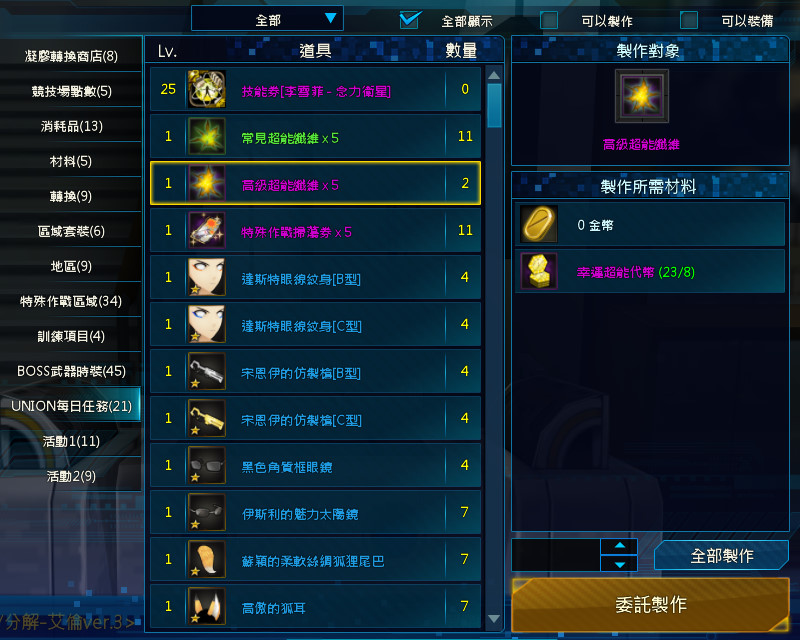 全部
全部顯示
可以製作
可以裝備
凝膠轉換商店(8)
競技場點數(5)
消耗品(13)
材料(5)
轉換(9)
區域套裝(6)
地區(9)
特殊作戰區域(34)
訓練項目(4)
BOSS武器時裝(45)
UNION每日任務(21)
活動1(11)
活動2(9)
/分解-艾倫ver.3>
Lv. 道具 數量
25 技能券[李雪菲 - 念力衛星] 0
1 常見超能纖維 x 5 11
1 高級超能纖維 x 5 2
1 特殊作戰掃蕩券 x 5 11
1 達斯特眼線紋身[B型] 4
1 達斯特眼線紋身[C型] 4
1 宋恩伊的仿製槍[B型] 4
1 宋恩伊的仿製槍[C型] 4
1 黑色角質框眼鏡 4
1 伊斯利的魅力太陽鏡 7
1 蘇穎的柔軟絲綢狐狸尾巴 7
1 高傲的狐耳 7
製作對象
高級超能纖維
製作所需材料
0 金幣
幸運超能代幣 (23/8)
全部製作
委託製作